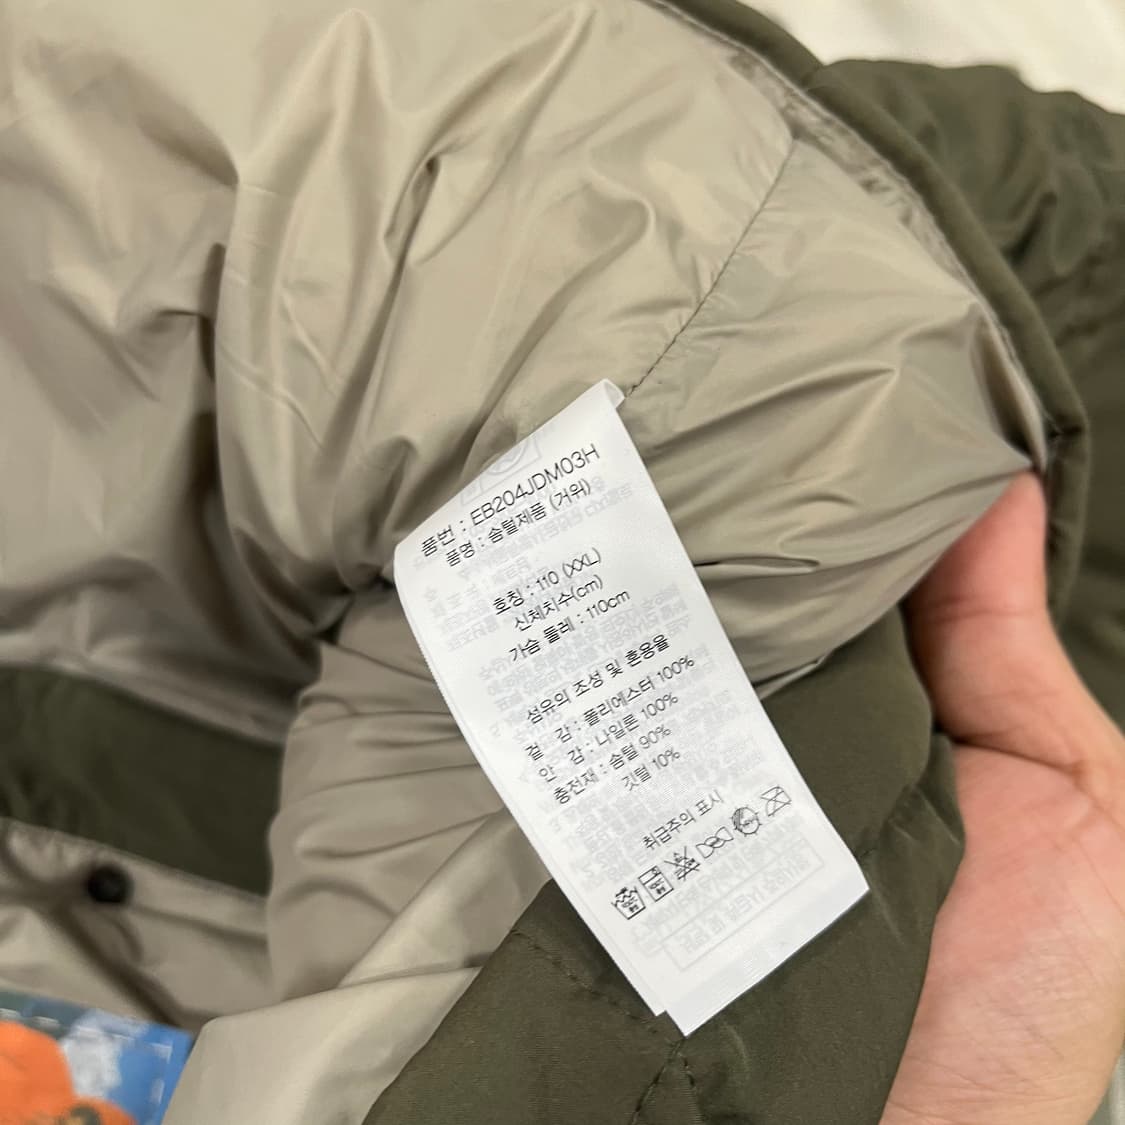 품번 : EB204JDM03H
품명 : 솜털제품 (거위)
호칭 : 110 (XXL)
신체치수(cm)
가슴 둘레 : 110cm
섬유의 조성 및 혼용율
겉 감 : 폴리에스터 100%
안 감 : 나일론 100%
충전재 : 솜털 90%
깃털 10%
취급주의 표시